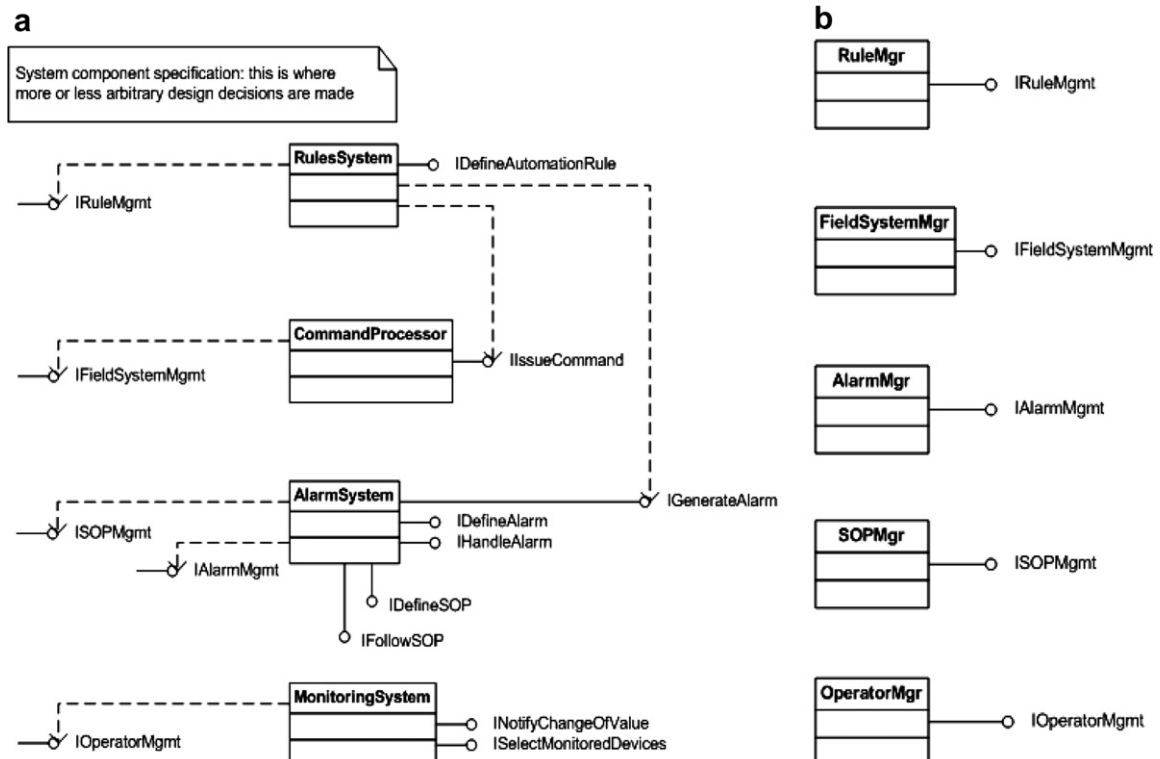 a
System component specification: this is where
more or less arbitrary design decisions are made
RulesSystem
IDefineAutomationRule
IRuleMgmt
CommandProcessor
IIssueCommand
IFieldSystemMgmt
AlarmSystem
IGenerateAlarm
IDefineAlarm
ISOPMgmt
IHandleAlarm
IAlarmMgmt
IDefineSOP
IFollowSOP
MonitoringSystem
INotifyChangeOfValue
IOperatorMgmt
ISelectMonitoredDevices
b
RuleMgr
IRuleMgmt
FieldSystemMgr
IFieldSystemMgmt
AlarmMgr
IAlarmMgmt
SOPMgr
ISOPMgmt
OperatorMgr
IOperatorMgmt